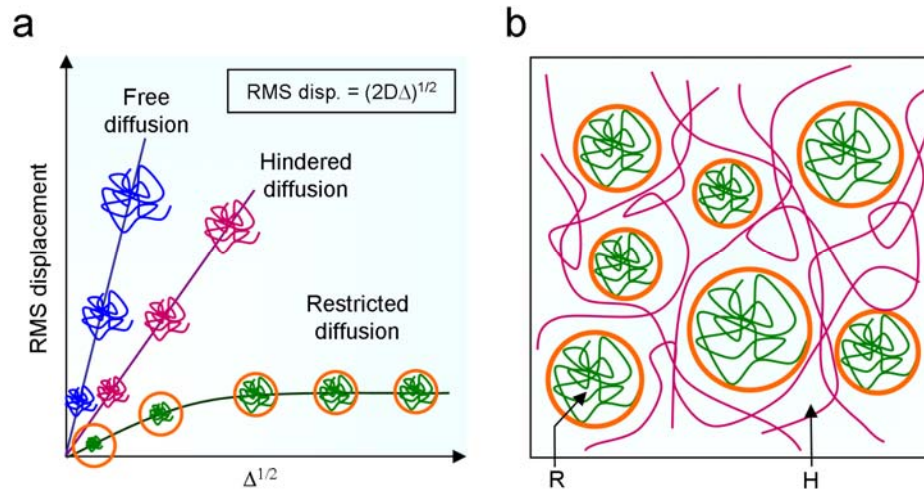 a
b
RMS disp. = (2DΔ)^1/2
Free
diffusion
Hindered
diffusion
Restricted
diffusion
RMS displacement
Δ^1/2
R
H